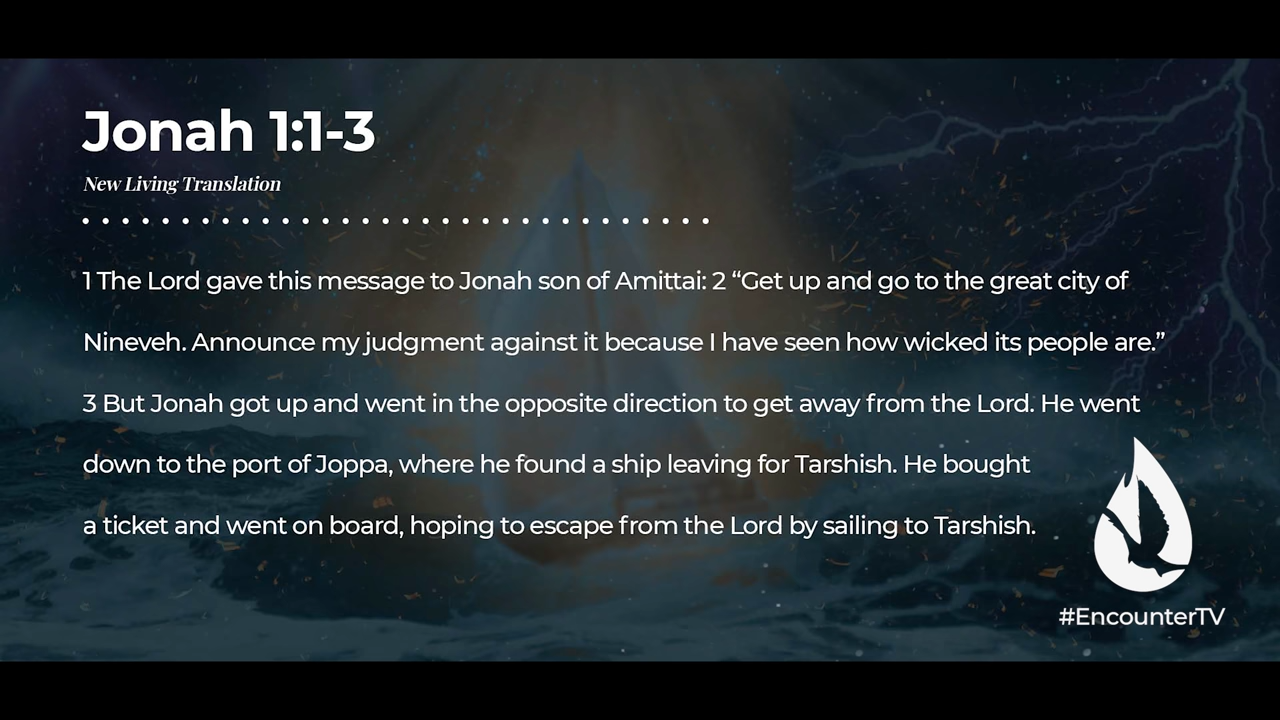 Jonah 1:1-3
New Living Translation
1 The Lord gave this message to Jonah son of Amittai: 2 “Get up and go to the great city of
Nineveh. Announce my judgment against it because I have seen how wicked its people are.”
3 But Jonah got up and went in the opposite direction to get away from the Lord. He went
down to the port of Joppa, where he found a ship leaving for Tarshish. He bought
a ticket and went on board, hoping to escape from the Lord by sailing to Tarshish.
#EncounterTV